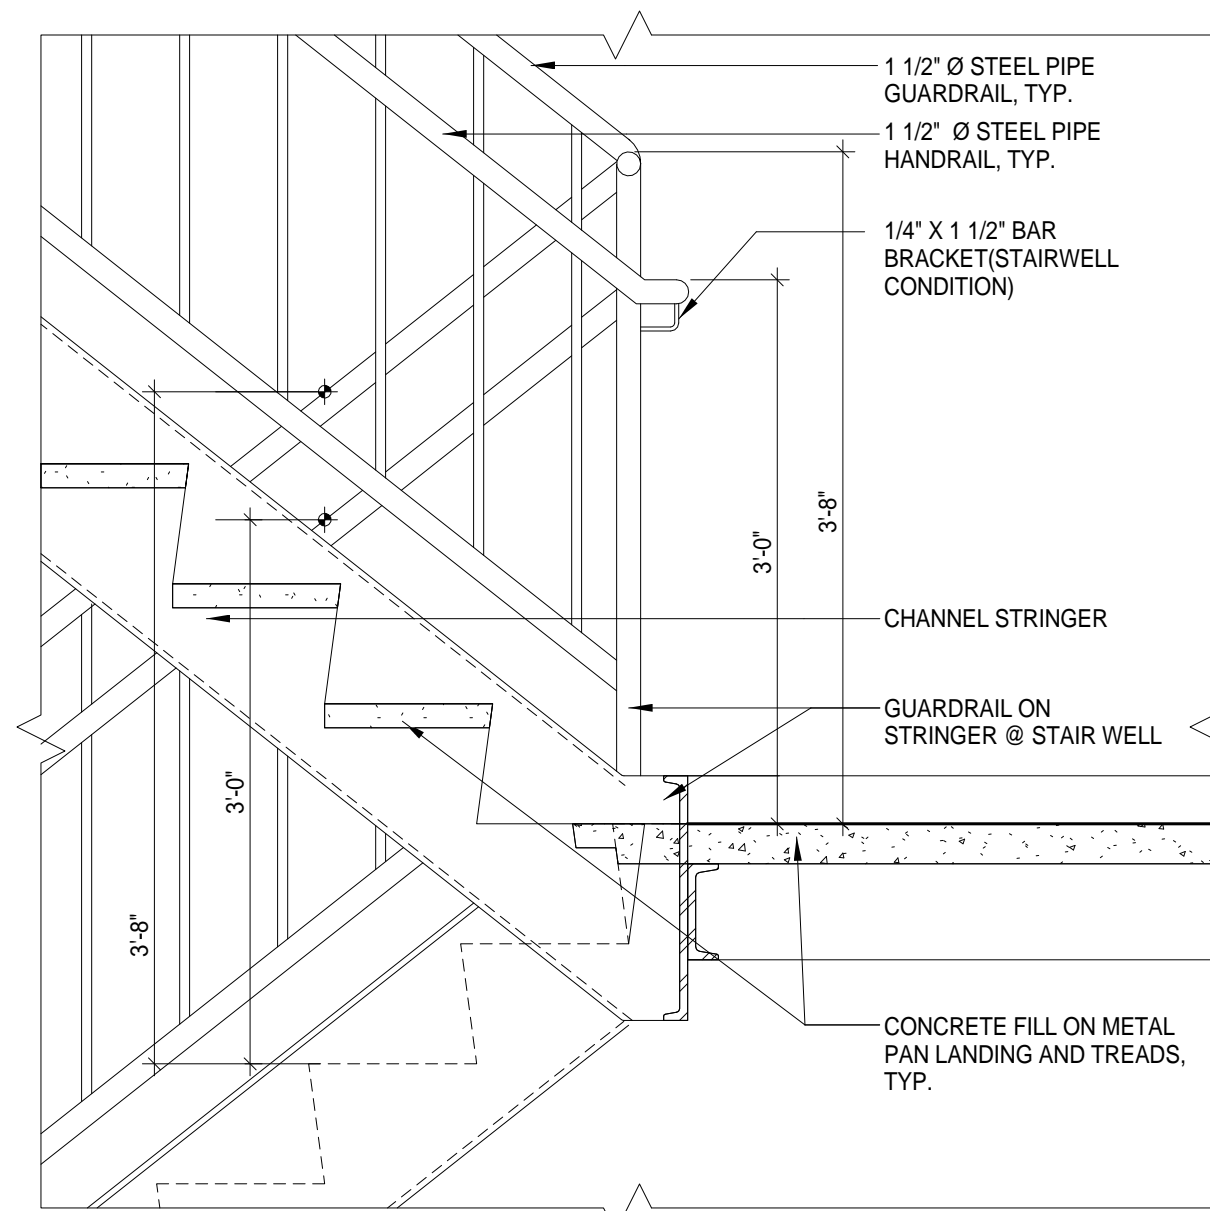 1 1/2" Ø STEEL PIPE
GUARDRAIL, TYP.
1 1/2" Ø STEEL PIPE
HANDRAIL, TYP.
1/4" X 1 1/2" BAR
BRACKET(STAIRWELL
CONDITION)
3'-8"
3'-0"
CHANNEL STRINGER
GUARDRAIL ON
STRINGER @ STAIR WELL
3'-0"
3'-8"
CONCRETE FILL ON METAL
PAN LANDING AND TREADS,
TYP.